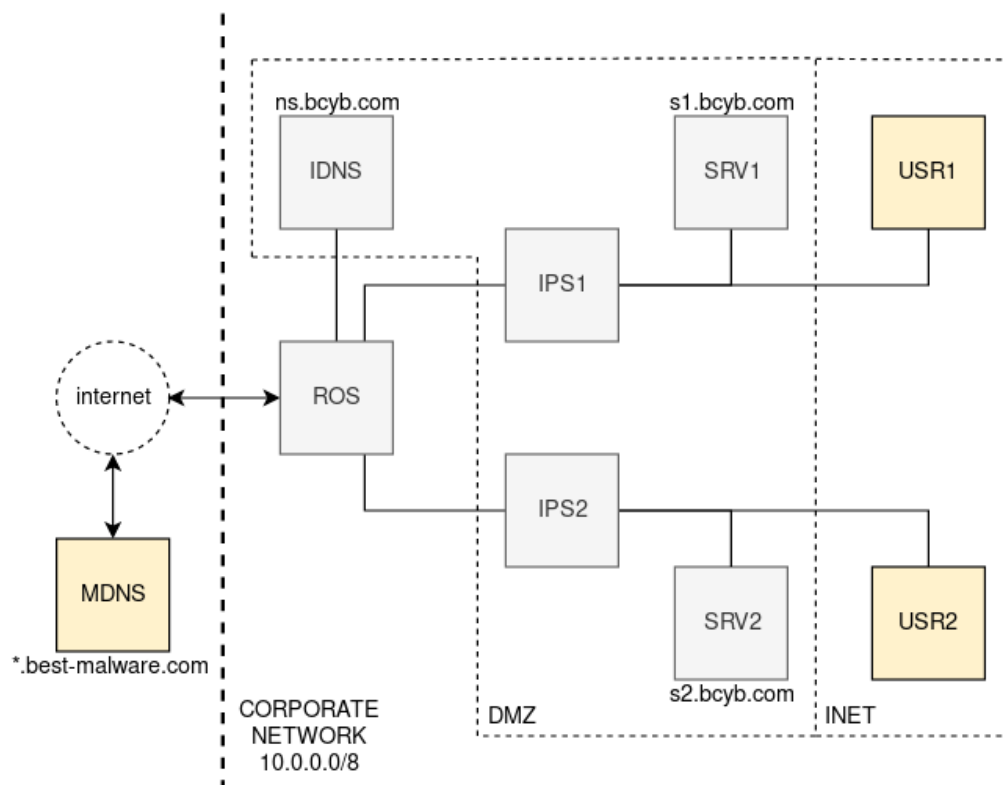 ns.bcyb.com
s1.bcyb.com
IDNS
SRV1
USR1
IPS1
internet
ROS
IPS2
MDNS
SRV2
USR2
*.best-malware.com
s2.bcyb.com
CORPORATE
NETWORK
10.0.0.0/8
DMZ
INET